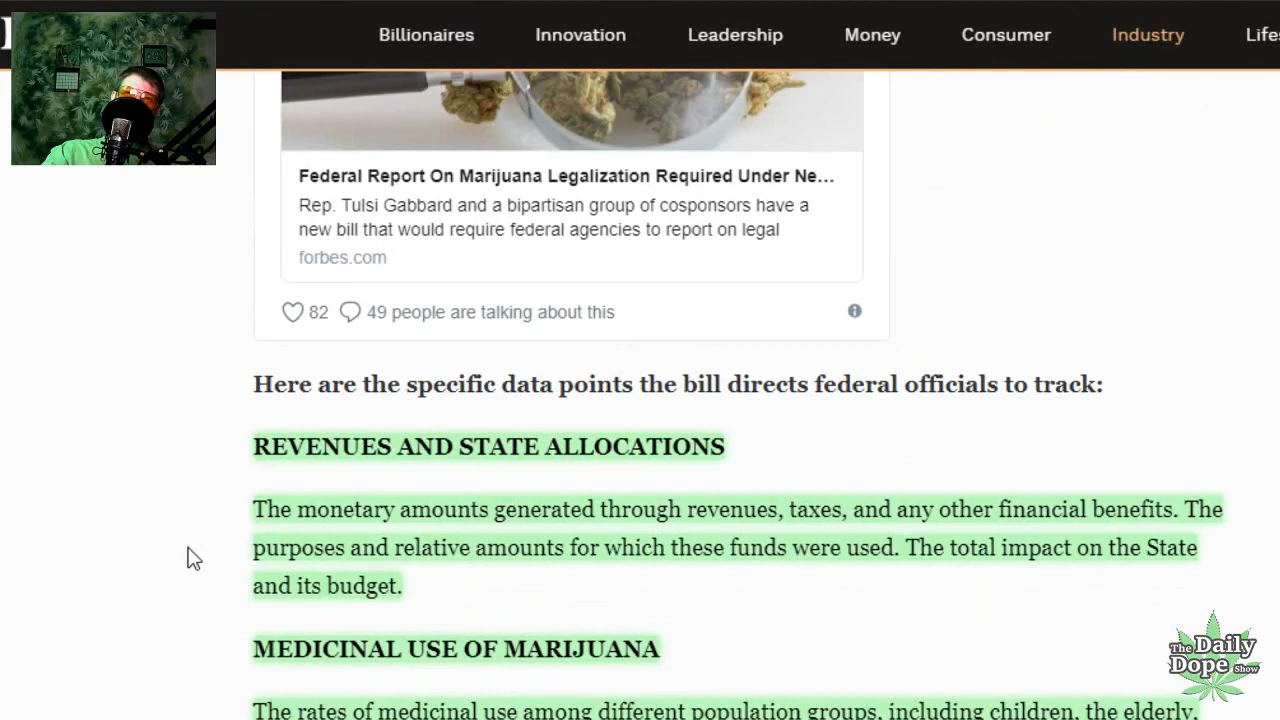 Billionaires Innovation Leadership Money Consumer Industry Lifes
Federal Report On Marijuana Legalization Required Under Ne...
Rep. Tulsi Gabbard and a bipartisan group of cosponsors have a
new bill that would require federal agencies to report on legal
forbes.com
82 49 people are talking about this
Here are the specific data points the bill directs federal officials to track:
REVENUES AND STATE ALLOCATIONS
The monetary amounts generated through revenues, taxes, and any other financial benefits. The
purposes and relative amounts for which these funds were used. The total impact on the State
and its budget.
MEDICINAL USE OF MARIJUANA
The rates of medicinal use among different population groups, including children, the elderly,
The Daily
Dope Show